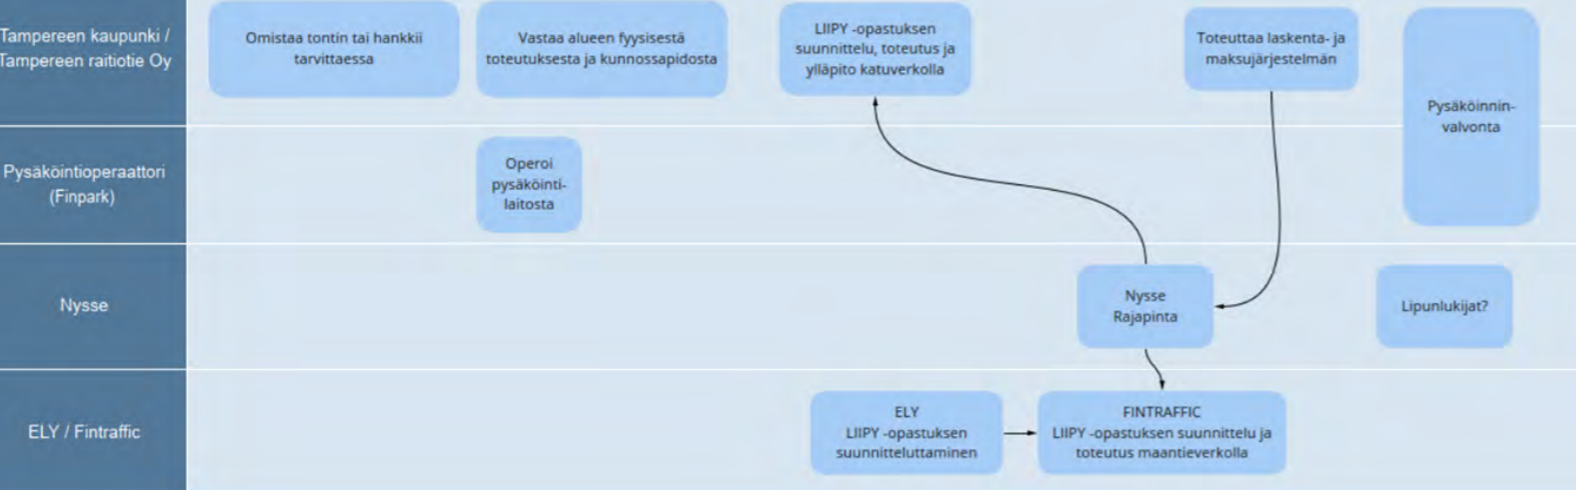 Tampereen kaupunki /
Tampereen raitiotie Oy
Omistaa tontin tai hankkii
tarvittaessa
Vastaa alueen fyysisestä
toteutuksesta ja kunnossapidosta
LIIPY -opastuksen
suunnittelu, toteutus ja
ylläpito katuverkolla
Toteuttaa laskenta- ja
maksujärjestelmän
Pysäköinnin-
valvonta
Pysäköintioperaattori
(Finpark)
Operoi
pysäköinti-
laitosta
Nysse
Nysse
Rajapinta
Lipunlukijat?
ELY / Fintraffic
ELY
LIIPY -opastuksen
suunnitteluttaminen
FINTRAFFIC
LIIPY -opastuksen suunnittelu ja
toteutus maantieverkolla